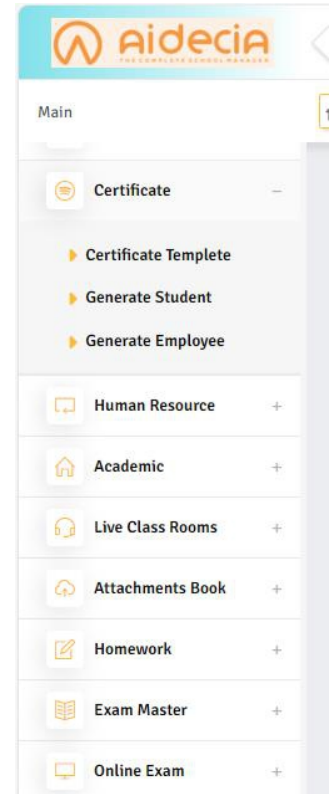 aidecia
THE COMPLETE SCHOOL MANAGER
Main
Certificate
Certificate Templete
Generate Student
Generate Employee
Human Resource
Academic
Live Class Rooms
Attachments Book
Homework
Exam Master
Online Exam